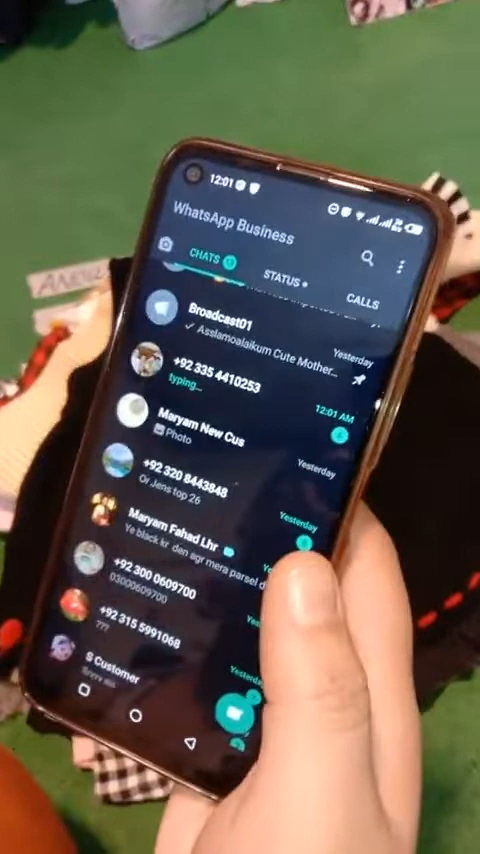 12:01
WhatsApp Business
CHATS
STATUS
CALLS
Broadcast01
Yesterday
Asslamoalaikum Cute Mother...
+92 335 4410253
12:01 AM
typing...
Maryam New Cus
Yesterday
Photo
+92 320 8443848
Yesterday
Or Jens top 26
Maryam Fahad Lhr
Ye black kr den agr mera parsel d
+92 300 0609700
03000609700
+92 315 5991068
???
S Customer
Yesterday